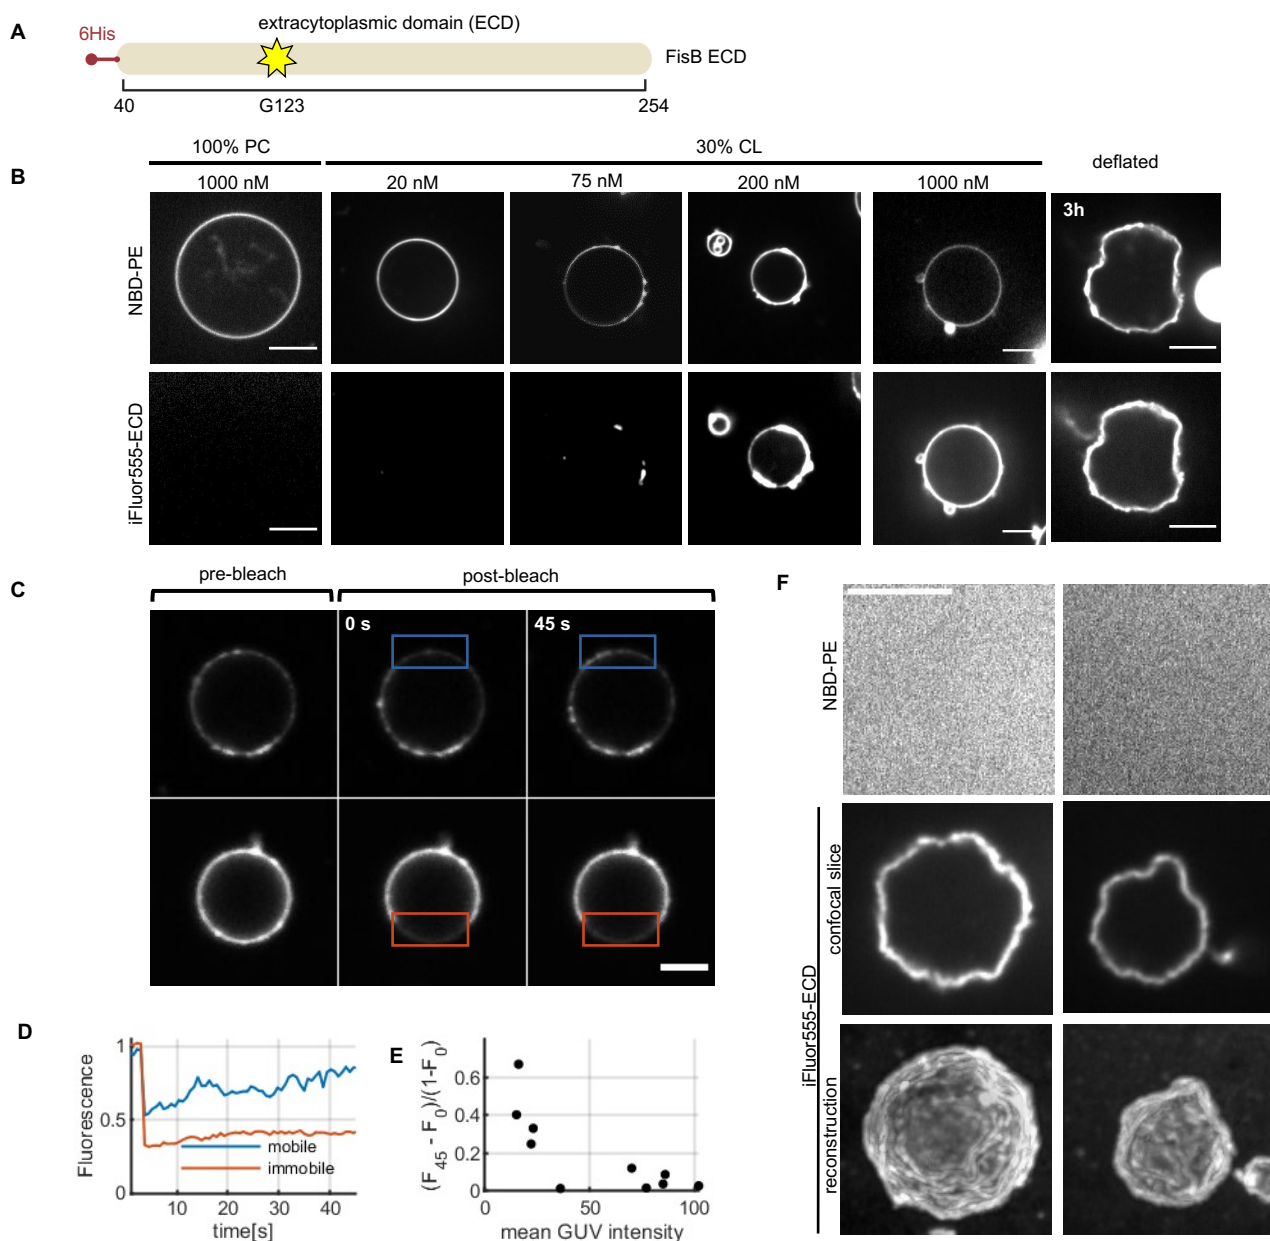 A
extracytoplasmic domain (ECD)
6His
FisB ECD
40
G123
254
B
100% PC
30% CL
deflated
1000 nM
20 nM
75 nM
200 nM
1000 nM
3h
NBD-PE
iFluor555-ECD
C
pre-bleach
post-bleach
0 s
45 s
D
Fluorescence
1
0.5
0
mobile
immobile
10
20
30
40
time[s]
E
(F45 - F0)/(1-F0)
0.6
0.4
0.2
0
0
50
100
mean GUV intensity
F
NBD-PE
iFluor555-ECD
confocal slice
reconstruction